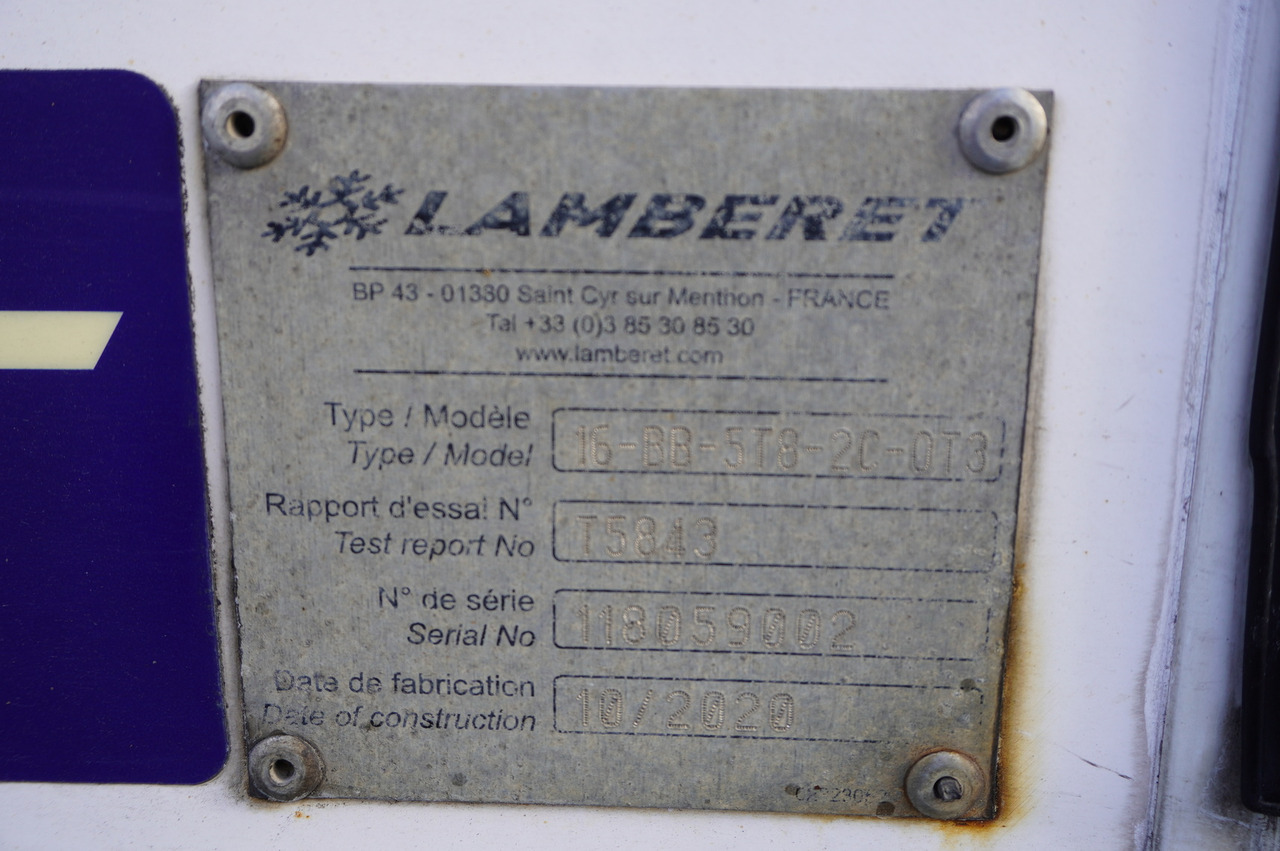 LAMBERET
BP 43 - 01380 Saint Cyr sur Menthon - FRANCE
Tel +33 (0)3 85 30 85 30
www.lamberet.com
Type / Modèle
Type / Model
16-BB-5T8-2C-0T3
Rapport d'essai N°
Test report No
T5843
N° de série
Serial No
118059002
Date de fabrication
Date of construction
10/2020